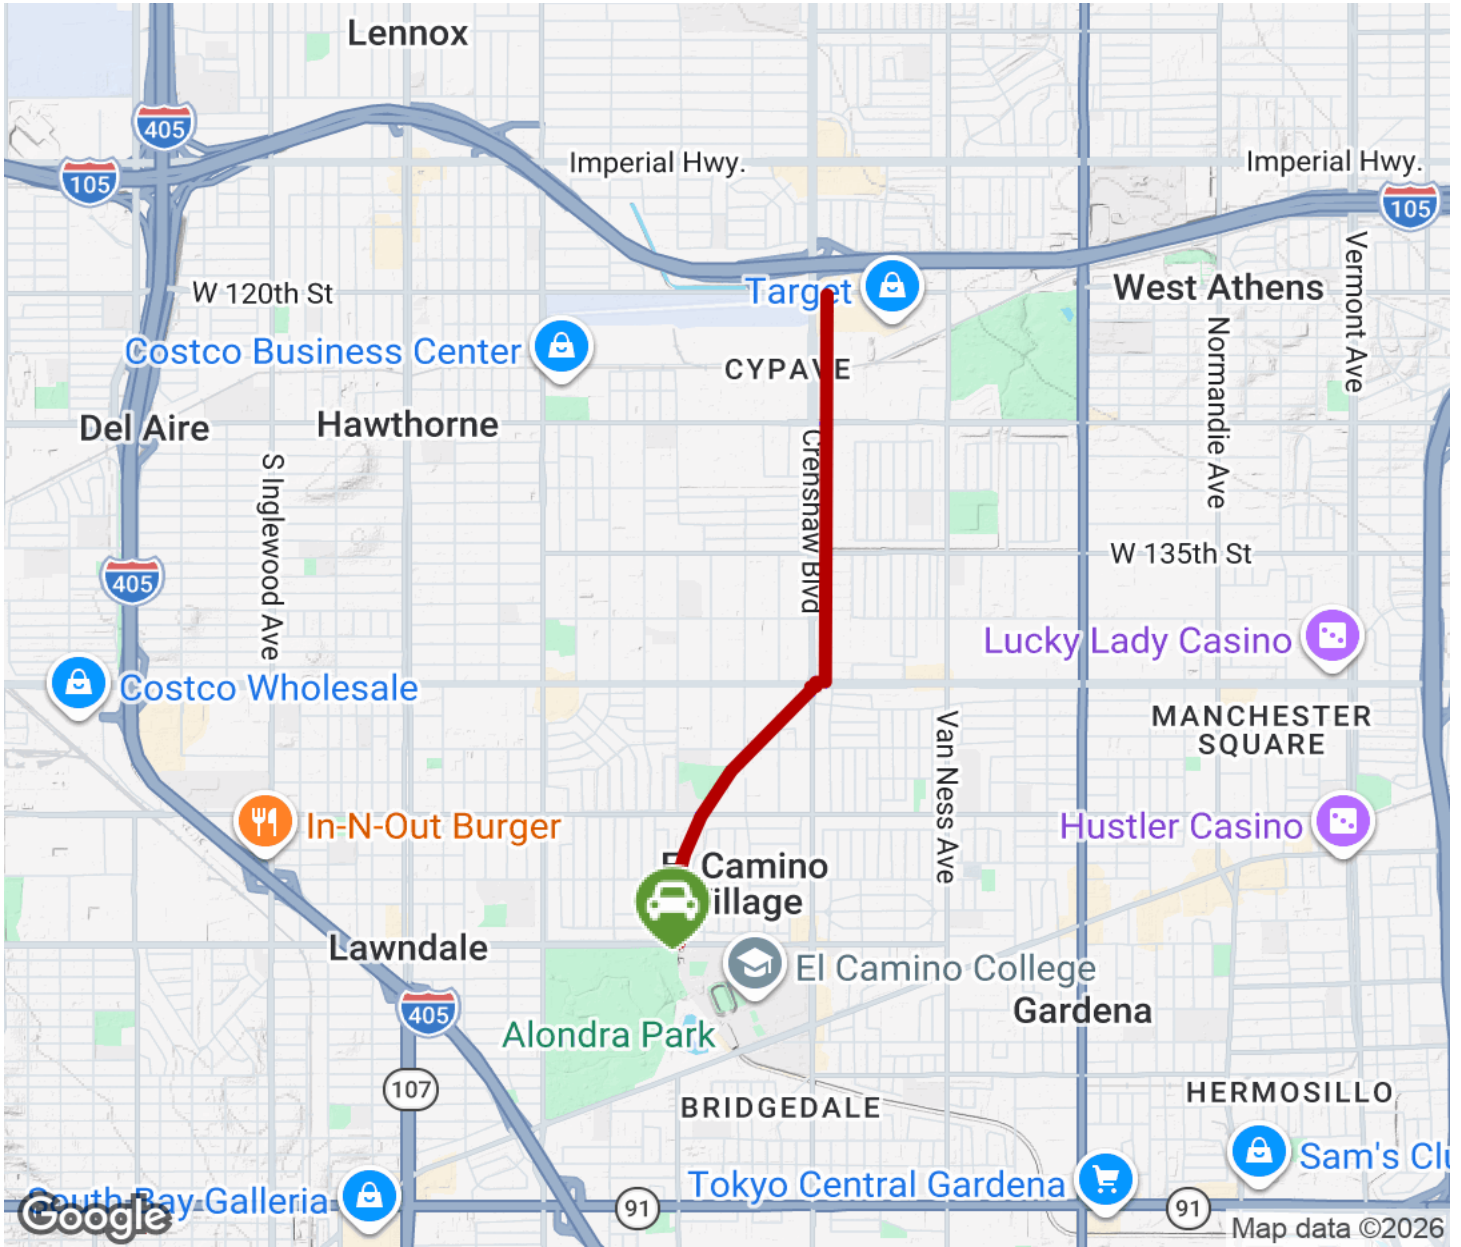 Lennox
405
105
Imperial Hwy.
Imperial Hwy.
105
W 120th St
Target
West Athens
Vermont Ave
Costco Business Center
CYPAVE
Normandie Ave
Del Aire
Hawthorne
Crenshaw Blvd
S Inglewood Ave
405
W 135th St
Lucky Lady Casino
Costco Wholesale
MANCHESTER
SQUARE
Van Ness Ave
In-N-Out Burger
Hustler Casino
Camino
illage
Lawndale
El Camino College
405
Gardena
Alondra Park
107
BRIDGEDALE
HERMOSILLO
Sam's Clu
Tokyo Central Gardena
South Bay Galleria
91
91
Google
Map data ©2026